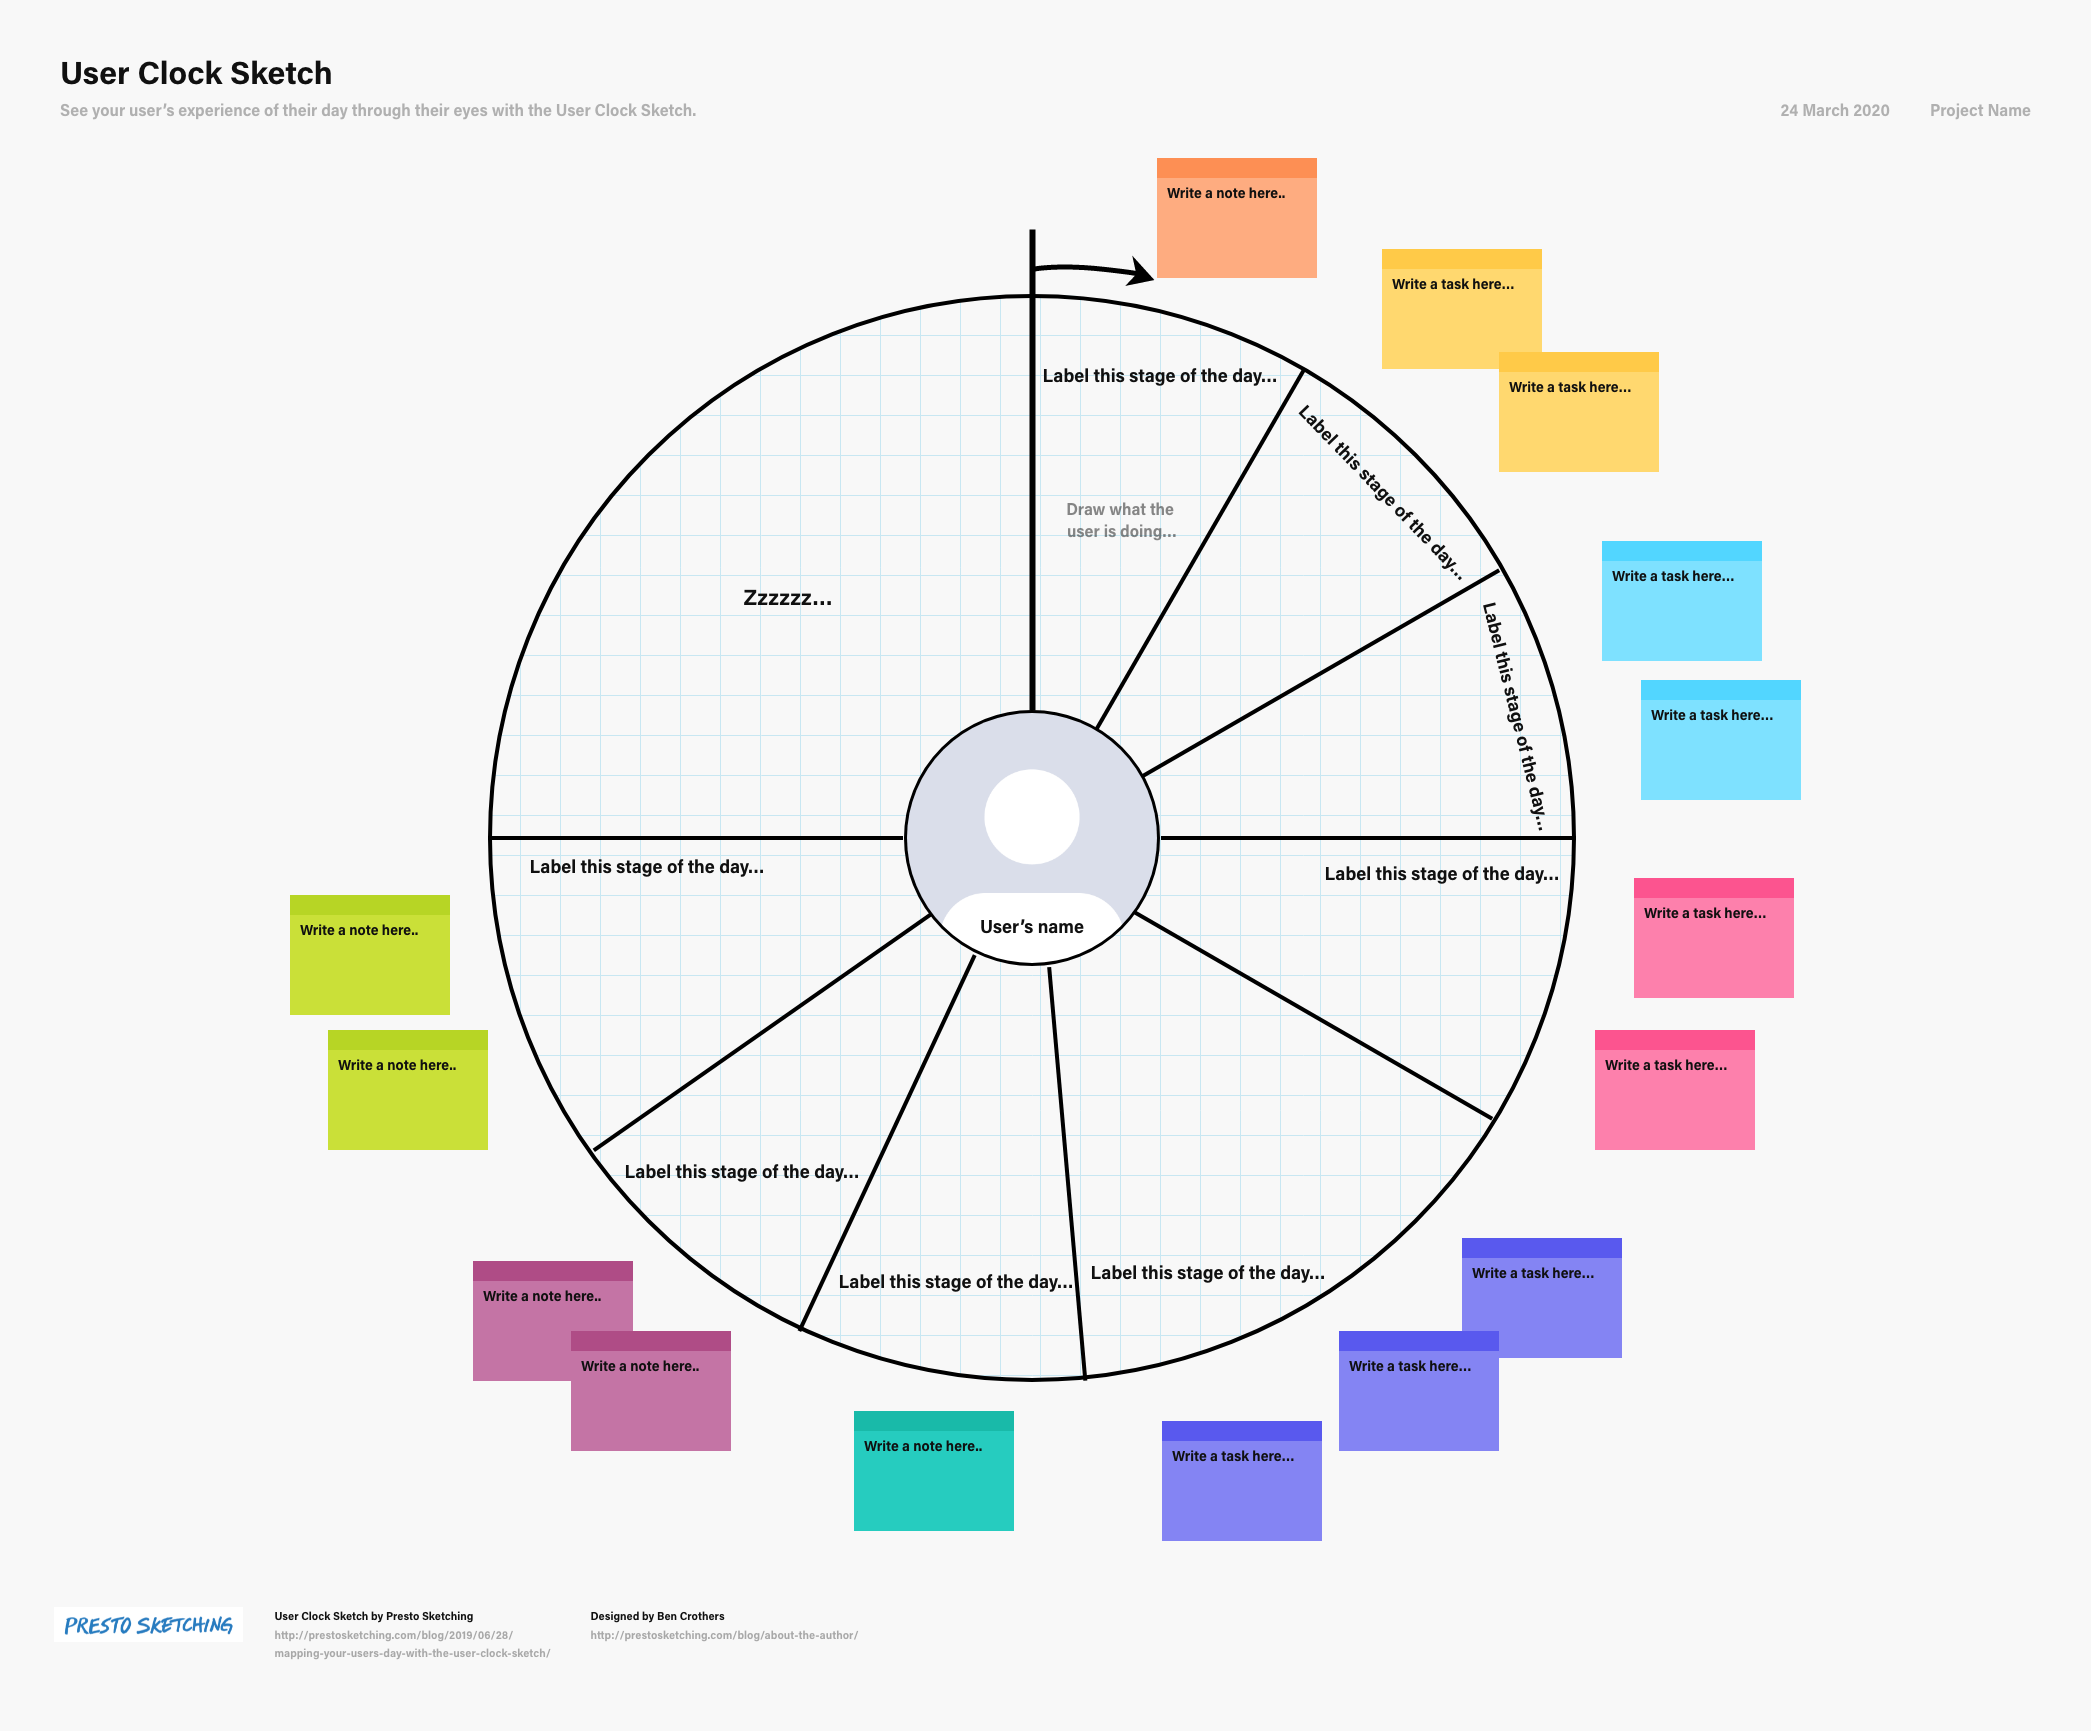 User Clock Sketch
See your user’s experience of their day through their eyes with the User Clock Sketch.
24 March 2020
Project Name
Write a note here..
Write a task here...
Write a task here...
Label this stage of the day...
Label this stage of the day...
Draw what the
user is doing...
Zzzzzz...
Write a task here...
Label this stage of the day...
Write a task here...
Label this stage of the day...
Label this stage of the day...
Write a task here...
User’s name
Write a note here..
Write a note here..
Write a task here...
Label this stage of the day...
Label this stage of the day...
Label this stage of the day...
Write a task here...
Write a note here..
Write a note here..
Write a task here...
Write a note here..
Write a task here...
PRESTO SKETCHING
User Clock Sketch by Presto Sketching
http://prestosketching.com/blog/2019/06/28/
mapping-your-users-day-with-the-user-clock-sketch/
Designed by Ben Crothers
http://prestosketching.com/blog/about-the-author/